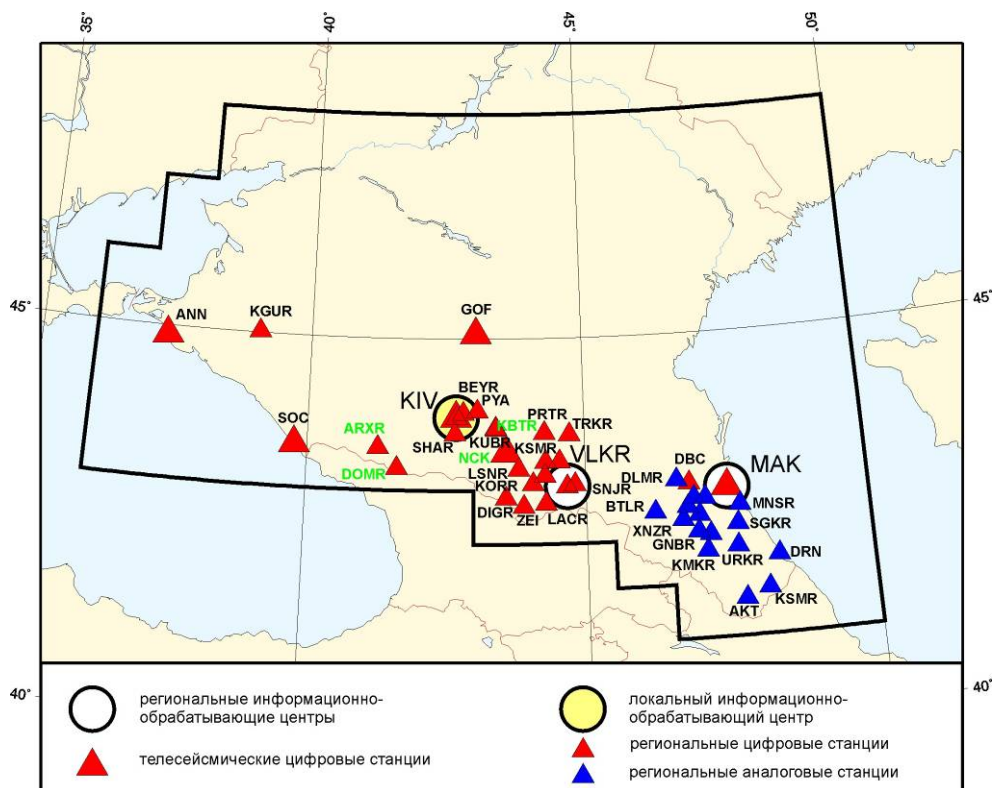 35°
40°
45°
50°
45°
45°
ANN
KGUR
GOF
BEYR
KIV
PYA
SOC
ARXR
KBTR
PRTR
TRKR
SHAR
KUBR
KSMR
NCK
VLKR
DOMR
LSNR
DBC
MAK
KORR
SNJR
DLMR
MNSR
BTLR
DIGR
ZEI
LACR
XNZR
SGKR
GNBR
DRN
KMKR
URKR
KSMR
AKT
40°
40°
региональные информационно-
обрабатывающие центры
локальный информационно-
обрабатывающий центр
телесейсмические цифровые станции
региональные цифровые станции
региональные аналоговые станции